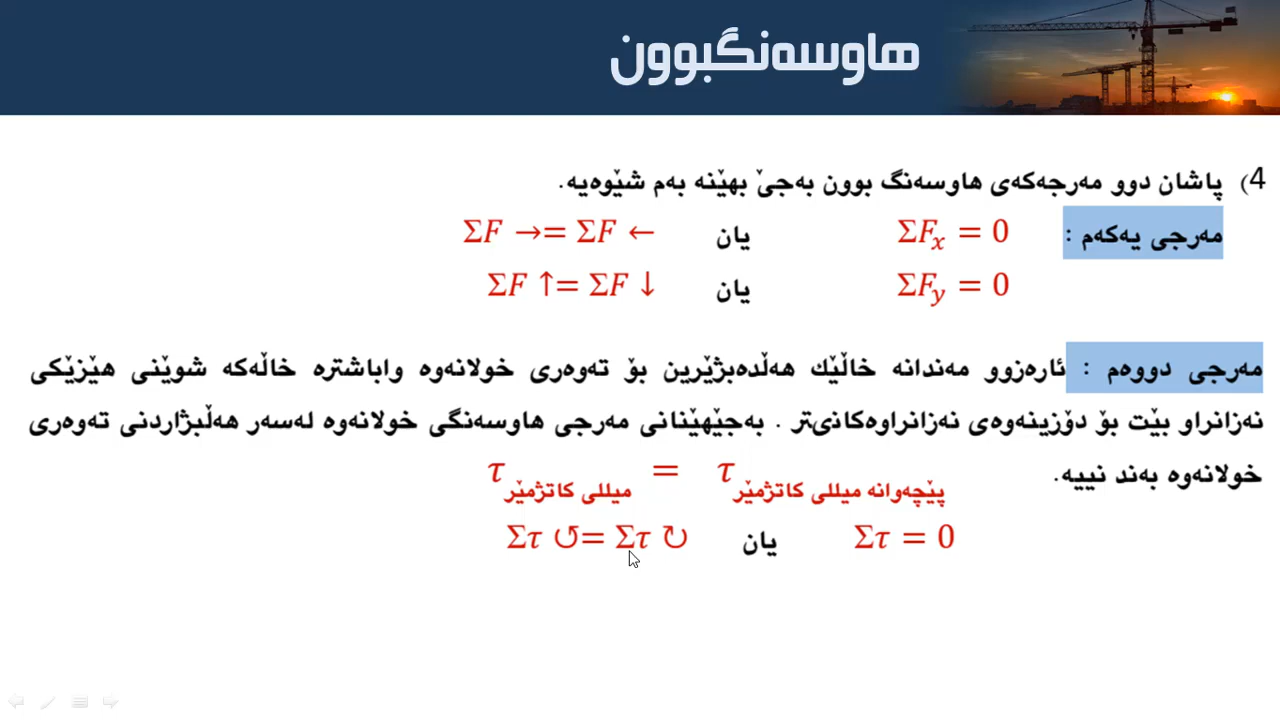 هاوسەنگبوون
4) پاشان دوو مەرجەکەی هاوسەنگ بوون بەجێ بهێنە بەم شێوەیە.
مەرجی یەکەم : ΣFx = 0 یان ΣF →= ΣF ←
ΣFy = 0 یان ΣF ↑= ΣF ↓
مەرجی دووەم : ئارەزوو مەندانە خاڵێك هەڵدەبژێرین بۆ تەوەری خولانەوە واباشترە خاڵەکە شوێنی هێزێکی
نەزانراو بێت بۆ دۆزینەوەی نەزانراوەکانیتر . بەجێهێنانی مەرجی هاوسەنگی خولانەوە لەسەر هەڵبژاردنی تەوەری
خولانەوە بەند نییە.
τ میللی کاتژمێر = τ پێچەوانە میللی کاتژمێر
Στ = 0 یان Στ ↺= Στ ↻